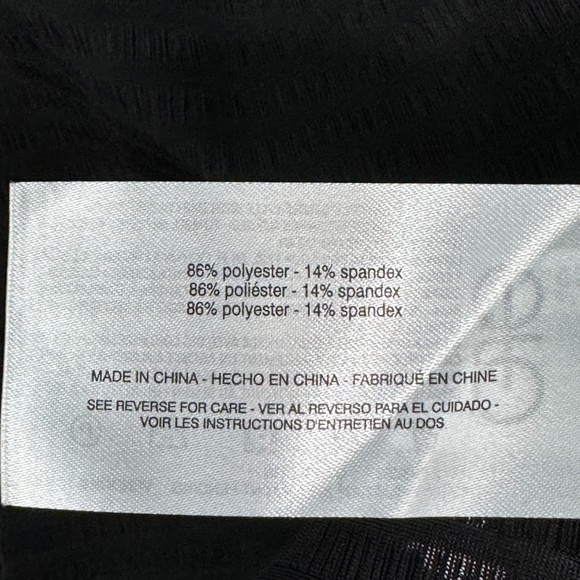 86% polyester - 14% spandex
86% poliéster - 14% spandex
86% polyester - 14% spandex
MADE IN CHINA - HECHO EN CHINA - FABRIQUÉ EN CHINE
SEE REVERSE FOR CARE - VER AL REVERSO PARA EL CUIDADO -
VOIR LES INSTRUCTIONS D'ENTRETIEN AU DOS